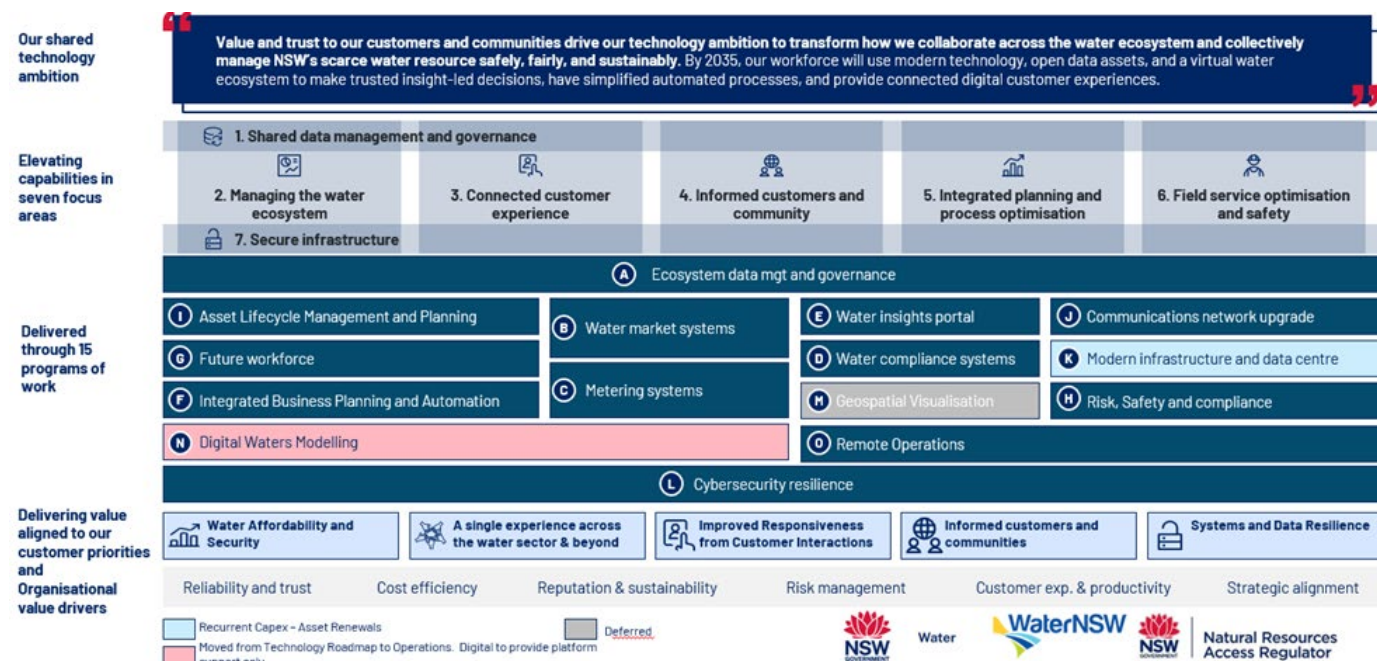 Our shared
technology
ambition
Value and trust to our customers and communities drive our technology ambition to transform how we collaborate across the water ecosystem and collectively
manage NSW's scarce water resource safely, fairly, and sustainably. By 2035, our workforce will use modern technology, open data assets, and a virtual water
ecosystem to make trusted insight-led decisions, have simplified automated processes, and provide connected digital customer experiences.
Elevating
capabilities in
seven focus
areas
1. Shared data management and governance
2. Managing the water
ecosystem
3. Connected customer
experience
4. Informed customers and
community
5. Integrated planning and
process optimisation
6. Field service optimisation
and safety
7. Secure infrastructure
Delivered
through 15
programs of
work
A Ecosystem data mgt and governance
I Asset Lifecycle Management and Planning
G Future workforce
F Integrated Business Planning and Automation
B Water market systems
C Metering systems
E Water insights portal
D Water compliance systems
M Geospatial Visualisation
J Communications network upgrade
K Modern infrastructure and data centre
H Risk, Safety and compliance
N Digital Waters Modelling
O Remote Operations
L Cybersecurity resilience
Delivering value
aligned to our
customer priorities
and
Organisational
value drivers
Water Affordability and
Security
A single experience across
the water sector & beyond
Improved Responsiveness
from Customer Interactions
Informed customers and
communities
Systems and Data Resilience
Reliability and trust
Cost efficiency
Reputation & sustainability
Risk management
Customer exp. & productivity
Strategic alignment
Recurrent Capex – Asset Renewals
Deferred
Moved from Technology Roadmap to Operations. Digital to provide platform
support only
NSW
GOVERNMENT
Water
WaterNSW
NSW
GOVERNMENT
Natural Resources
Access Regulator